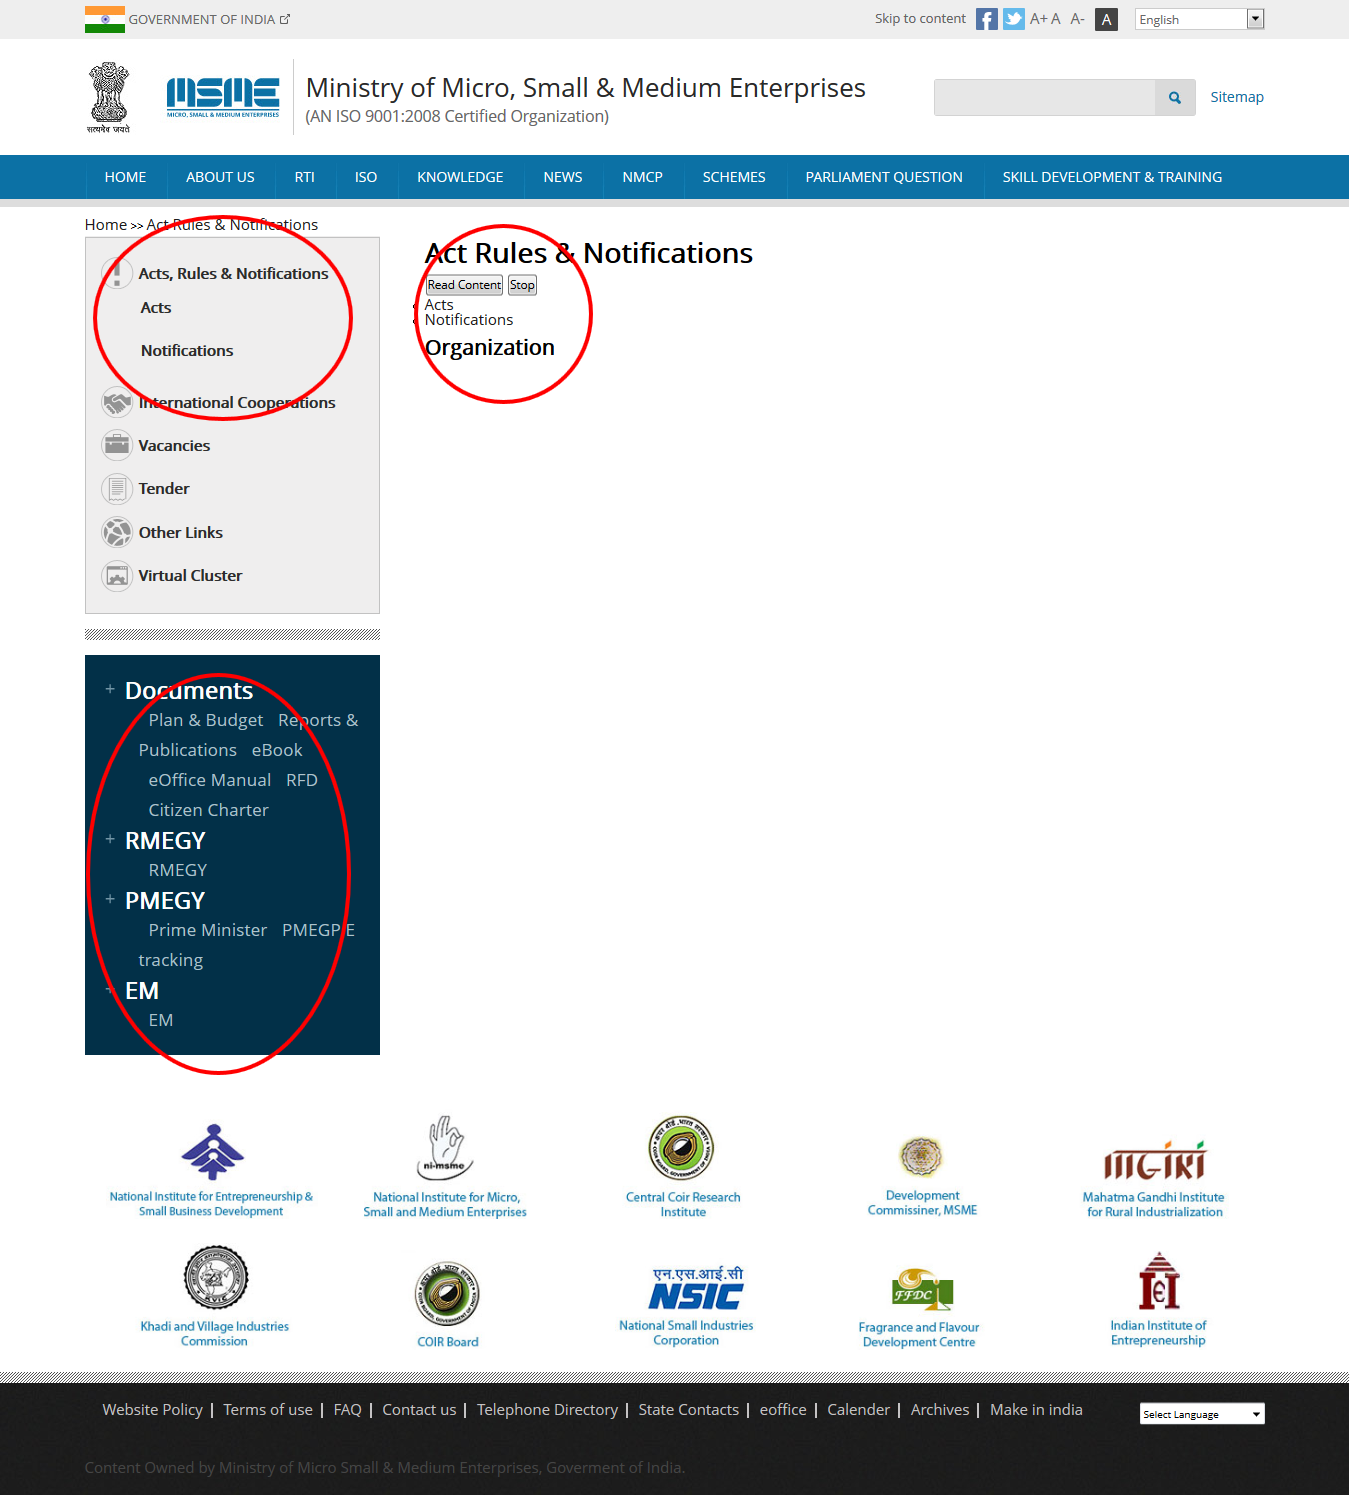 GOVERNMENT OF INDIA
Skip to content A+ A A- A English
सत्यमेव जयते
MSME
MICRO, SMALL & MEDIUM ENTERPRISES
Ministry of Micro, Small & Medium Enterprises
(AN ISO 9001:2008 Certified Organization)
Sitemap
HOME ABOUT US RTI ISO KNOWLEDGE NEWS NMCP SCHEMES PARLIAMENT QUESTION SKILL DEVELOPMENT & TRAINING
Home >> Act Rules & Notifications
Acts, Rules & Notifications
Acts
Notifications
International Cooperations
Vacancies
Tender
Other Links
Virtual Cluster
Act Rules & Notifications
Read Content Stop
Acts
Notifications
Organization
+ Documents
Plan & Budget Reports &
Publications eBook
eOffice Manual RFD
Citizen Charter
+ RMEGY
RMEGY
+ PMEGY
Prime Minister PMEGP E
tracking
+ EM
EM
National Institute for Entrepreneurship &
Small Business Development
ni-msme
National Institute for Micro,
Small and Medium Enterprises
Central Coir Research
Institute
Development
Commissiner, MSME
Mahatma Gandhi Institute
for Rural Industrialization
KVIC
Khadi and Village Industries
Commission
COIR Board
एन.एस.आई.सी
NSIC
National Small Industries
Corporation
FFDC
Fragrance and Flavour
Development Centre
Indian Institute of
Entrepreneurship
Website Policy | Terms of use | FAQ | Contact us | Telephone Directory | State Contacts | eoffice | Calender | Archives | Make in india
Select Language
Content Owned by Ministry of Micro Small & Medium Enterprises, Goverment of India.